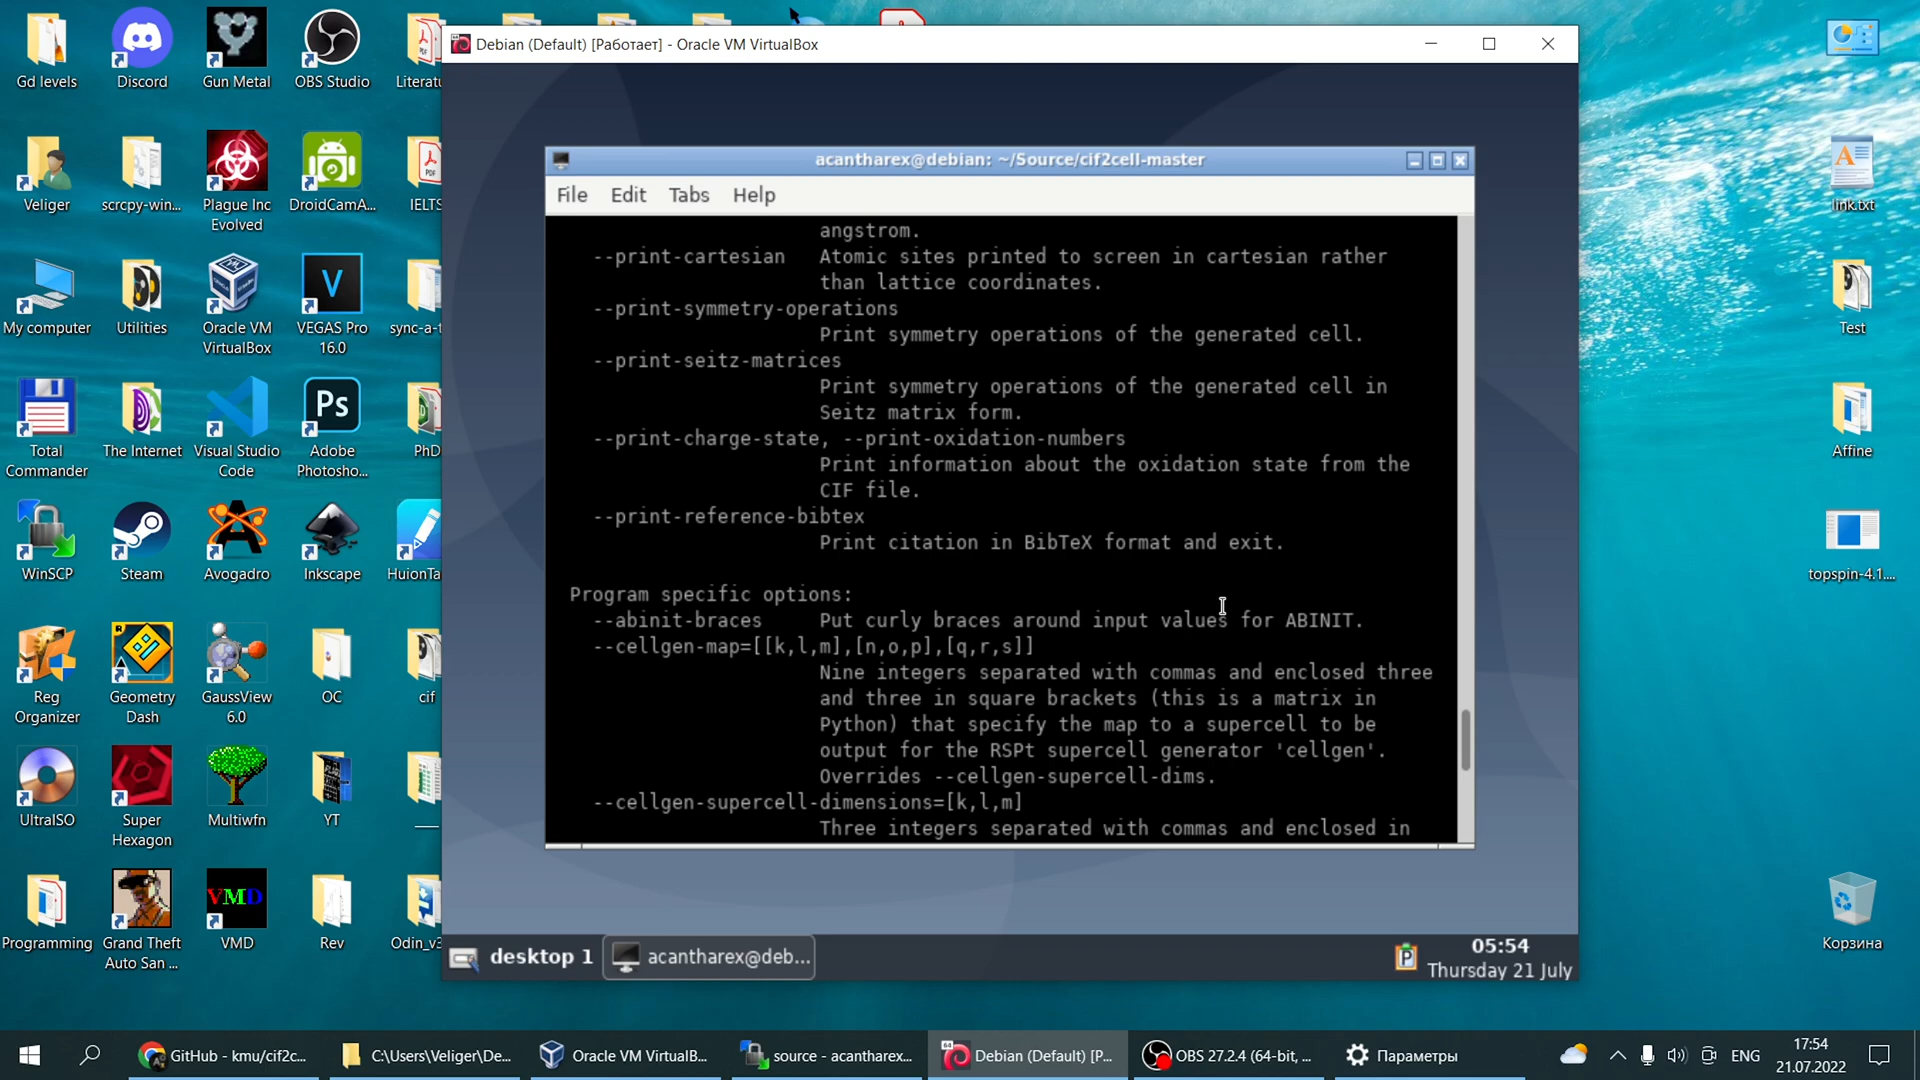 Gd levels
Discord
Gun Metal
OBS Studio
Veliger
scrcpy-win...
Plague Inc
Evolved
DroidCamA...
IELTS
My computer
Utilities
Oracle VM
VirtualBox
VEGAS Pro
16.0
Total
Commander
The Internet
Visual Studio
Code
Adobe
Photosho...
PhD
WinSCP
Steam
Avogadro
Inkscape
Reg
Organizer
Geometry
Dash
GaussView
6.0
OC
cif
UltraISO
Super
Hexagon
Multiwfn
YT
Programming
Grand Theft
Auto San ...
VMD
Rev
Debian (Default) [Работает] - Oracle VM VirtualBox
acantharex@debian: ~/Source/cif2cell-master
File Edit Tabs Help
angstrom.
--print-cartesian Atomic sites printed to screen in cartesian rather
than lattice coordinates.
--print-symmetry-operations
Print symmetry operations of the generated cell.
--print-seitz-matrices
Print symmetry operations of the generated cell in
Seitz matrix form.
--print-charge-state, --print-oxidation-numbers
Print information about the oxidation state from the
CIF file.
--print-reference-bibtex
Print citation in BibTeX format and exit.
Program specific options:
--abinit-braces Put curly braces around input values for ABINIT.
--cellgen-map=[[k,l,m],[n,o,p],[q,r,s]]
Nine integers separated with commas and enclosed three
and three in square brackets (this is a matrix in
Python) that specify the map to a supercell to be
output for the RSPt supercell generator 'cellgen'.
Overrides --cellgen-supercell-dims.
--cellgen-supercell-dimensions=[k,l,m]
Three integers separated with commas and enclosed in
desktop 1
acantharex@deb...
05:54
Thursday 21 July
link.txt
Test
Affine
topspin-4.1....
Корзина
GitHub - kmu/cif2c...
C:\Users\Veliger\De...
Oracle VM VirtualB...
source - acantharex...
Debian (Default) [P...
OBS 27.2.4 (64-bit, ...
Параметры
ENG
17:54
21.07.2022